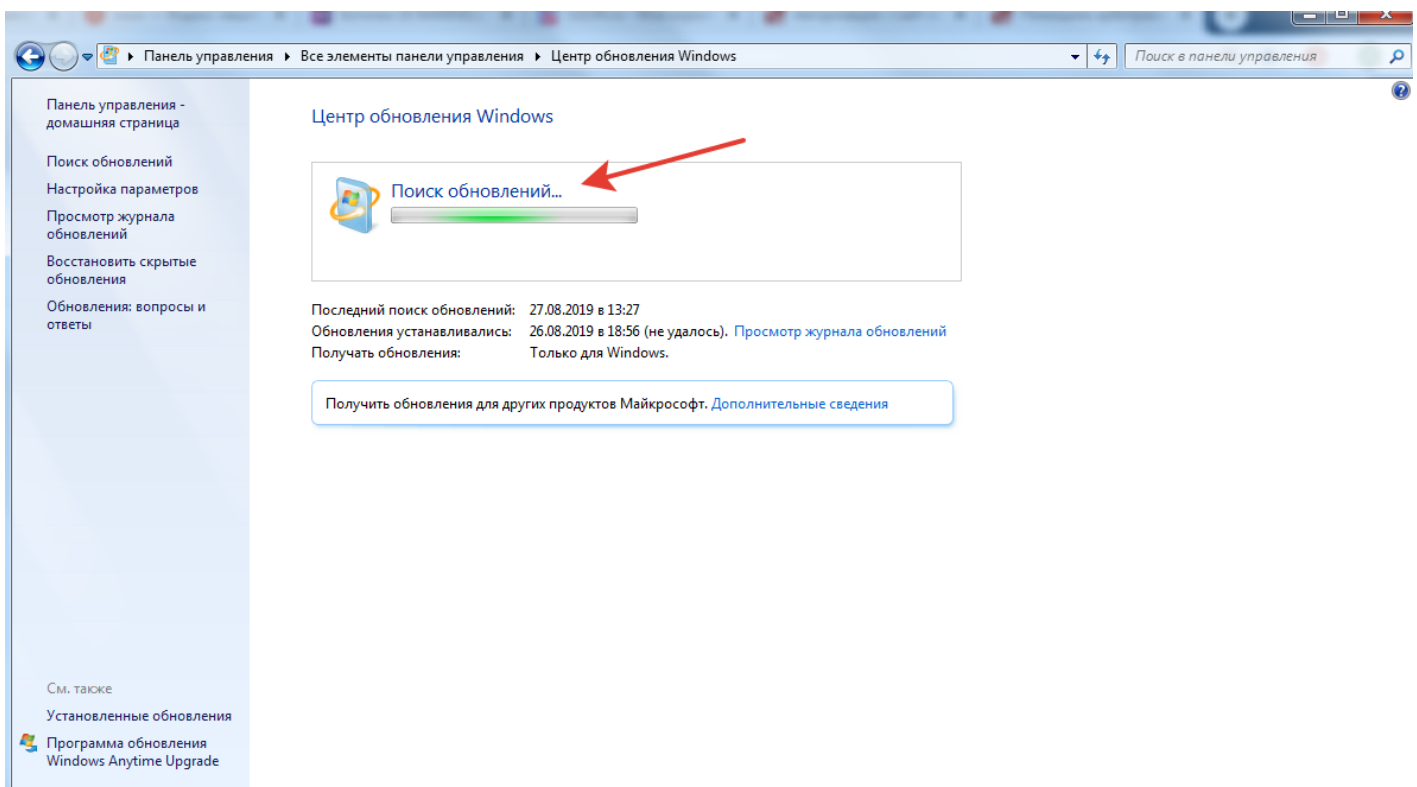 Панель управления ▸ Все элементы панели управления ▸ Центр обновления Windows
Поиск в панели управления
Панель управления -
домашняя страница
Поиск обновлений
Настройка параметров
Просмотр журнала
обновлений
Восстановить скрытые
обновления
Обновления: вопросы и
ответы
Центр обновления Windows
Поиск обновлений...
Последний поиск обновлений: 27.08.2019 в 13:27
Обновления устанавливались: 26.08.2019 в 18:56 (не удалось). Просмотр журнала обновлений
Получать обновления: Только для Windows.
Получить обновления для других продуктов Майкрософт. Дополнительные сведения
См. также
Установленные обновления
Программа обновления
Windows Anytime Upgrade